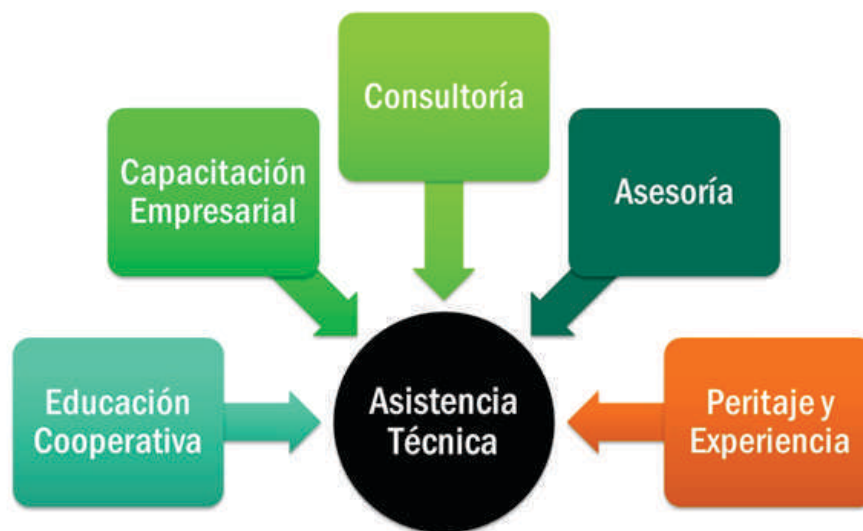 Consultoría
Capacitación
Empresarial
Asesoría
Educación
Cooperativa
Asistencia
Técnica
Peritaje y
Experiencia